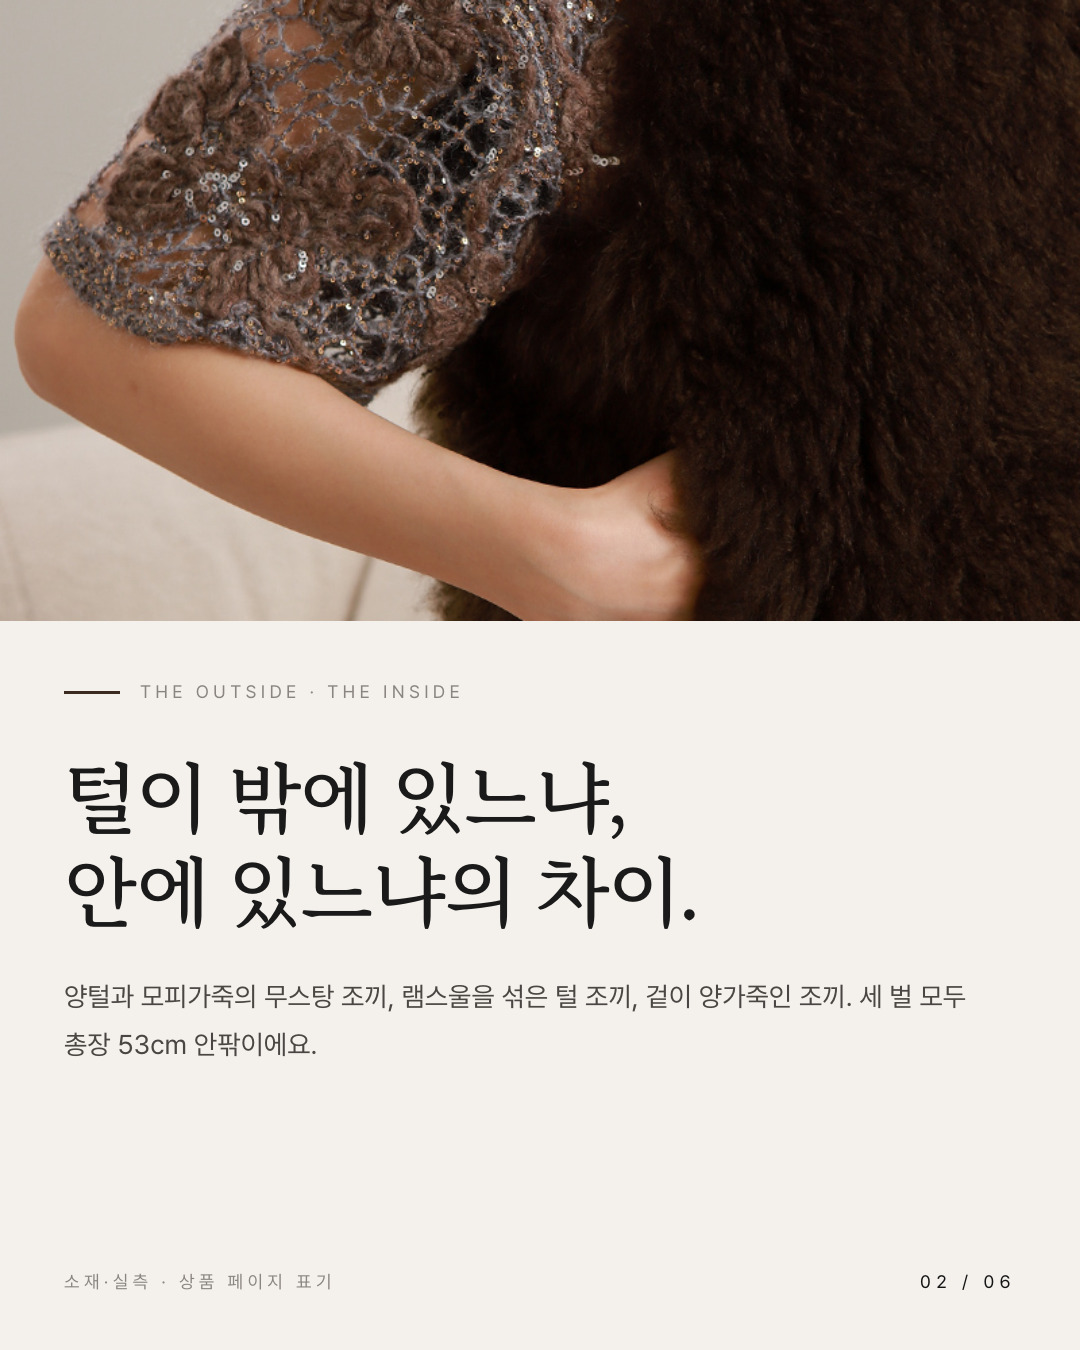 THE OUTSIDE · THE INSIDE
털이 밖에 있느냐,
안에 있느냐의 차이.
양털과 모피가죽의 무스탕 조끼, 램스울을 섞은 털 조끼, 겉이 양가죽인 조끼. 세 벌 모두
총장 53cm 안팎이에요.
소재·실측 · 상품 페이지 표기
02 / 06